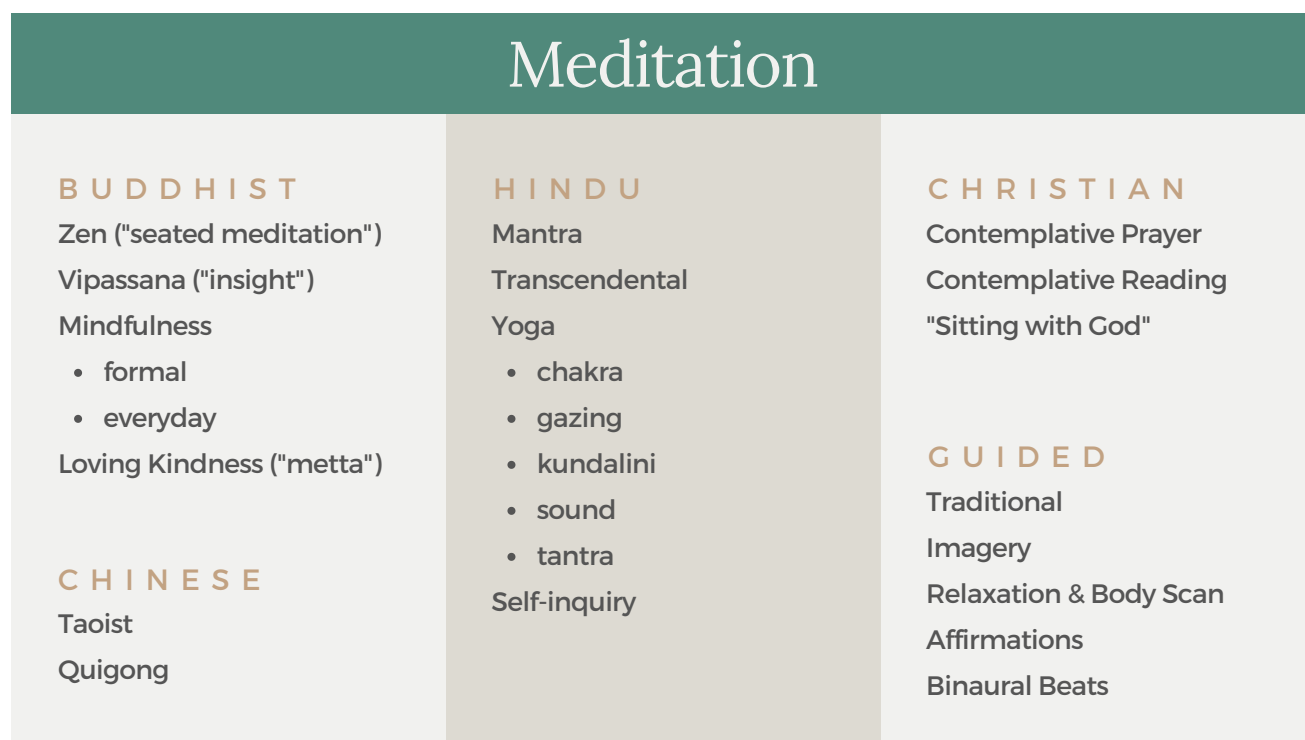 Meditation
BUDDHIST
Zen ("seated meditation")
Vipassana ("insight")
Mindfulness
• formal
• everyday
Loving Kindness ("metta")
CHINESE
Taoist
Quigong
HINDU
Mantra
Transcendental
Yoga
• chakra
• gazing
• kundalini
• sound
• tantra
Self-inquiry
CHRISTIAN
Contemplative Prayer
Contemplative Reading
"Sitting with God"
GUIDED
Traditional
Imagery
Relaxation & Body Scan
Affirmations
Binaural Beats